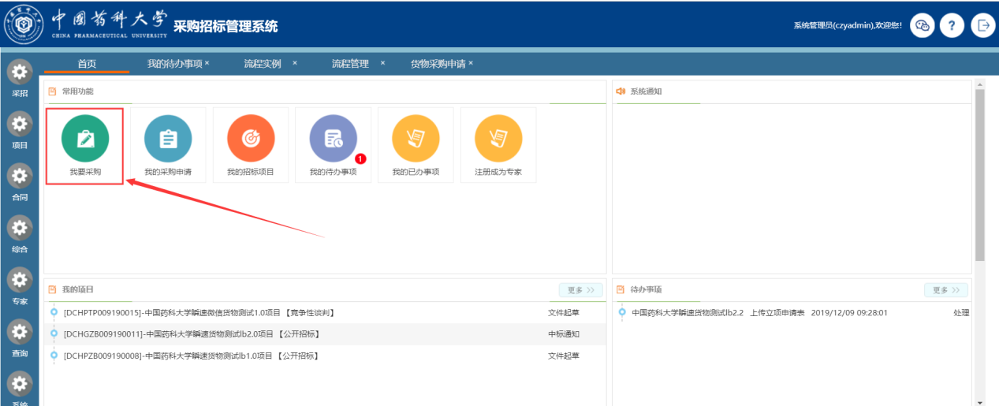 中國药科大学
CHINA PHARMACEUTICAL UNIVERSITY
采购招标管理系统
系统管理员(czyadmin),欢迎您!
?
首页
我的待办事项 ×
流程实例 ×
流程管理 ×
货物采购申请 ×
采招
项目
合同
综合
专家
查询
系统
常用功能
我要采购
我的采购申请
我的招标项目
1
我的待办事项
我的已办事项
注册成为专家
系统通知
我的项目
更多 >>
[DCHPTP009190015]-中国药科大学瞬速微信货物测试1.0项目 【竞争性谈判】 文件起草
[DCHGZB009190011]-中国药科大学瞬速货物测试lb2.0项目 【公开招标】 中标通知
[DCHPZB009190008]-中国药科大学瞬速货物测试lb1.0项目 【公开招标】 文件起草
待办事项
更多 >>
中国药科大学瞬速货物测试lb2.2 上传立项申请表 2019/12/09 09:28:01 处理